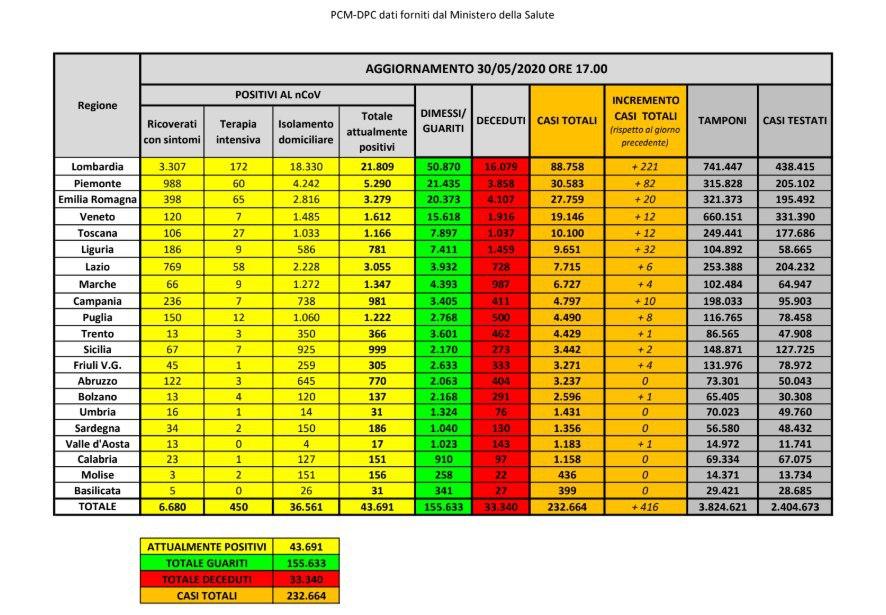 PCM-DPC dati forniti dal Ministero della Salute
AGGIORNAMENTO 30/05/2020 ORE 17.00
Regione
POSITIVI AL nCoV
Ricoverati con sintomi
Terapia intensiva
Isolamento domiciliare
Totale attualmente positivi
DIMESSI/ GUARITI
DECEDUTI
CASI TOTALI
INCREMENTO CASI TOTALI (rispetto al giorno precedente)
TAMPONI
CASI TESTATI
Lombardia 3.307 172 18.330 21.809 50.870 16.079 88.758 + 221 741.447 438.415
Piemonte 988 60 4.242 5.290 21.435 3.858 30.583 + 82 315.828 205.102
Emilia Romagna 398 65 2.816 3.279 20.373 4.107 27.759 + 20 321.373 195.492
Veneto 120 7 1.485 1.612 15.618 1.916 19.146 + 12 660.151 331.390
Toscana 106 27 1.033 1.166 7.897 1.037 10.100 + 12 249.441 177.686
Liguria 186 9 586 781 7.411 1.459 9.651 + 32 104.892 58.665
Lazio 769 58 2.228 3.055 3.932 728 7.715 + 6 253.388 204.232
Marche 66 9 1.272 1.347 4.393 987 6.727 + 4 102.484 64.947
Campania 236 7 738 981 3.405 411 4.797 + 10 198.033 95.903
Puglia 150 12 1.060 1.222 2.768 500 4.490 + 8 116.765 78.458
Trento 13 3 350 366 3.601 462 4.429 + 1 86.565 47.908
Sicilia 67 7 925 999 2.170 273 3.442 + 2 148.871 127.725
Friuli V.G. 45 1 259 305 2.633 333 3.271 + 4 131.976 78.972
Abruzzo 122 3 645 770 2.063 404 3.237 0 73.301 50.043
Bolzano 13 4 120 137 2.168 291 2.596 + 1 65.405 30.308
Umbria 16 1 14 31 1.324 76 1.431 0 70.023 49.760
Sardegna 34 2 150 186 1.040 130 1.356 0 56.580 48.432
Valle d'Aosta 13 0 4 17 1.023 143 1.183 + 1 14.972 11.741
Calabria 23 1 127 151 910 97 1.158 0 69.334 67.075
Molise 3 2 151 156 258 22 436 0 14.371 13.734
Basilicata 5 0 26 31 341 27 399 0 29.421 28.685
TOTALE 6.680 450 36.561 43.691 155.633 33.340 232.664 + 416 3.824.621 2.404.673
ATTUALMENTE POSITIVI 43.691
TOTALE GUARITI 155.633
TOTALE DECEDUTI 33.340
CASI TOTALI 232.664